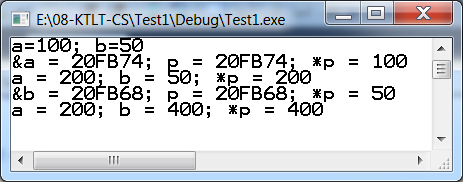 E:\08-KTLT-CS\Test1\Debug\Test1.exe
a=100; b=50
&a = 20FB74; p = 20FB74; *p = 100
a = 200; b = 50; *p = 200
&b = 20FB68; p = 20FB68; *p = 50
a = 200; b = 400; *p = 400